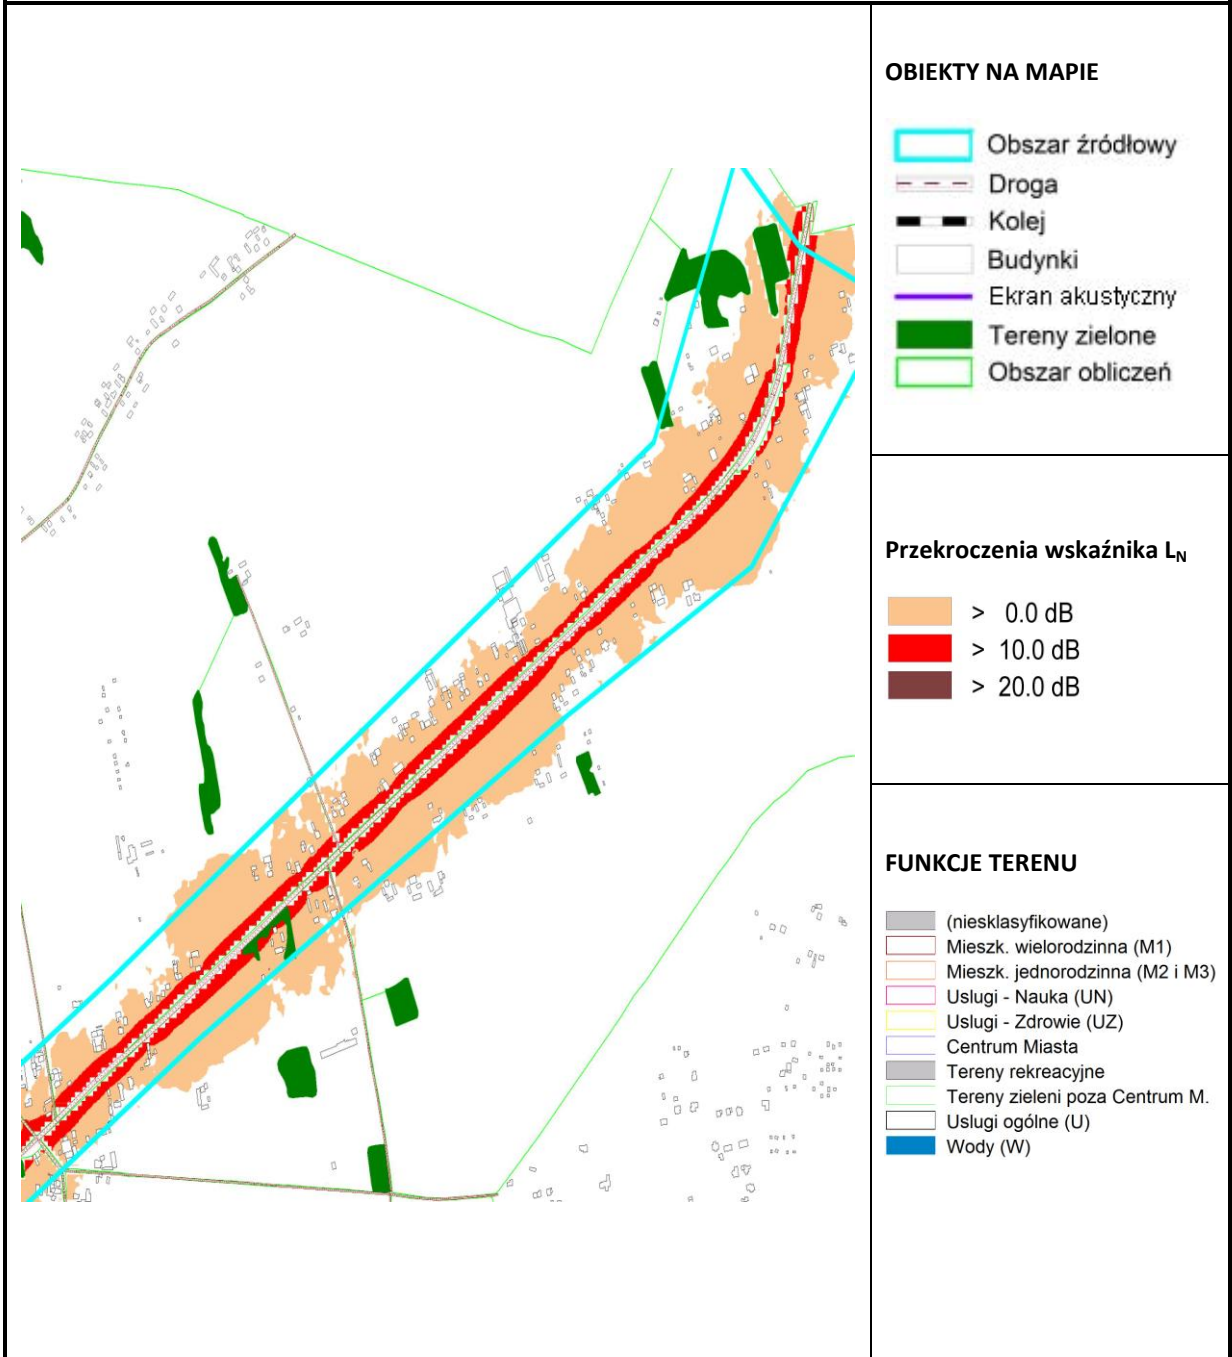 OBIEKTY NA MAPIE
Obszar źródłowy
Droga
Kolej
Budynki
Ekran akustyczny
Tereny zielone
Obszar obliczeń
Przekroczenia wskaźnika LN
> 0.0 dB
> 10.0 dB
> 20.0 dB
FUNKCJE TERENU
(niesklasyfikowane)
Mieszk. wielorodzinna (M1)
Mieszk. jednorodzinna (M2 i M3)
Uslugi - Nauka (UN)
Uslugi - Zdrowie (UZ)
Centrum Miasta
Tereny rekreacyjne
Tereny zieleni poza Centrum M.
Uslugi ogólne (U)
Wody (W)